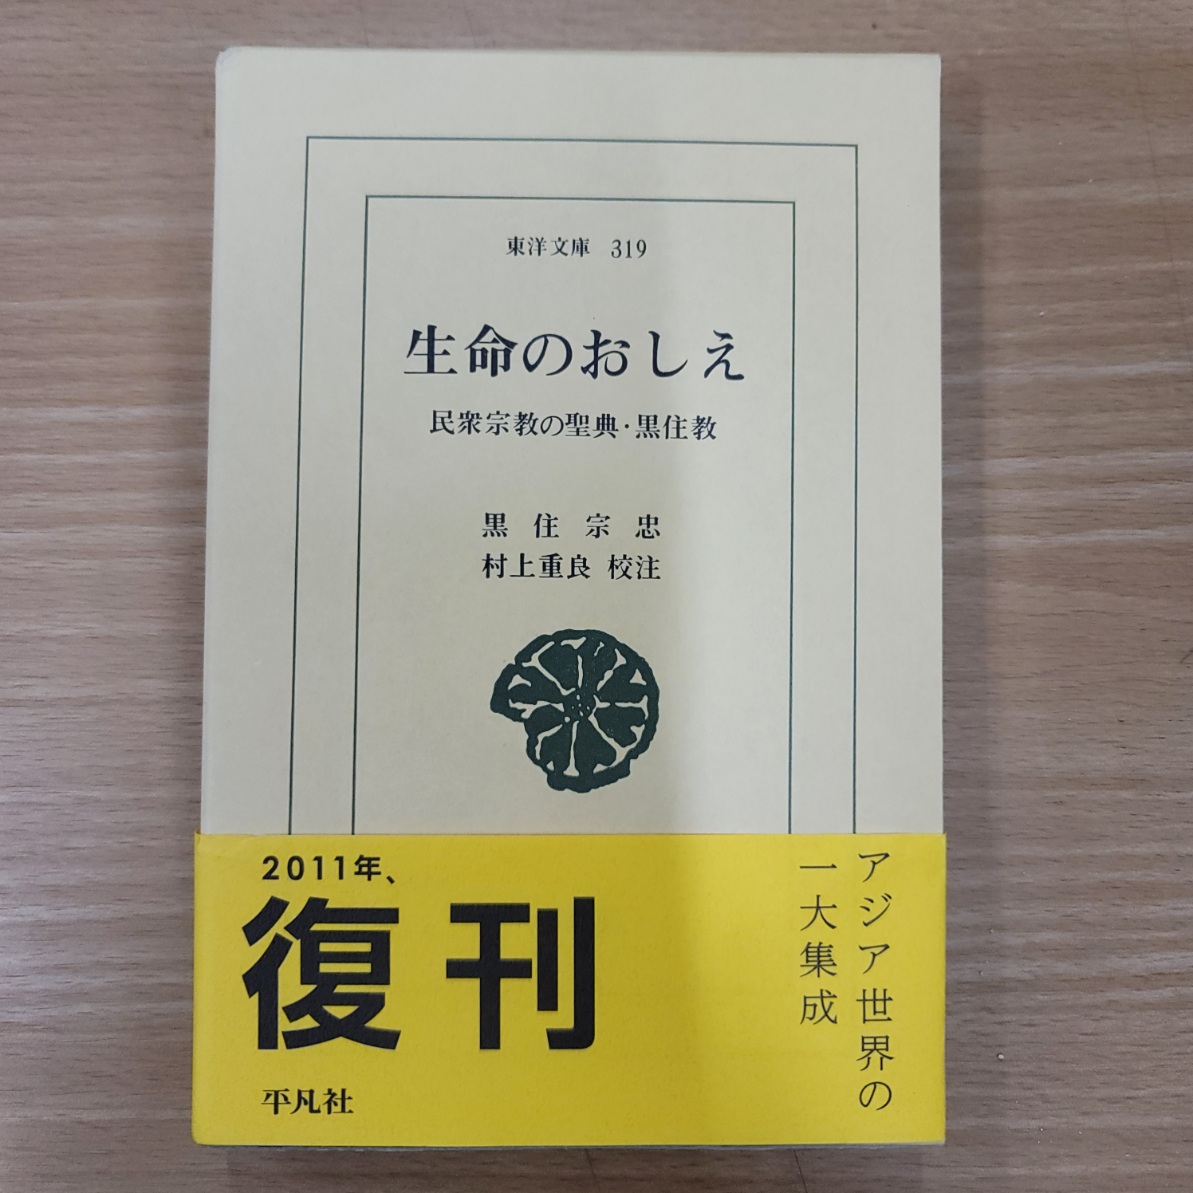 東洋文庫 319
生命のおしえ
民衆宗教の聖典・黒住教
黒住宗忠
村上重良 校注
2011年、
復刊
平凡社
アジア世界の
一大集成